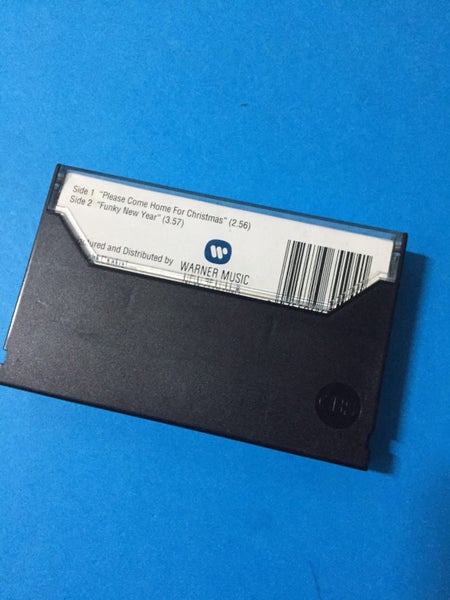 Side 1 "Please Come Home For Christmas" (2.56)
Side 2 "Funky New Year" (3.57)
and Distributed by
WARNER MUSIC